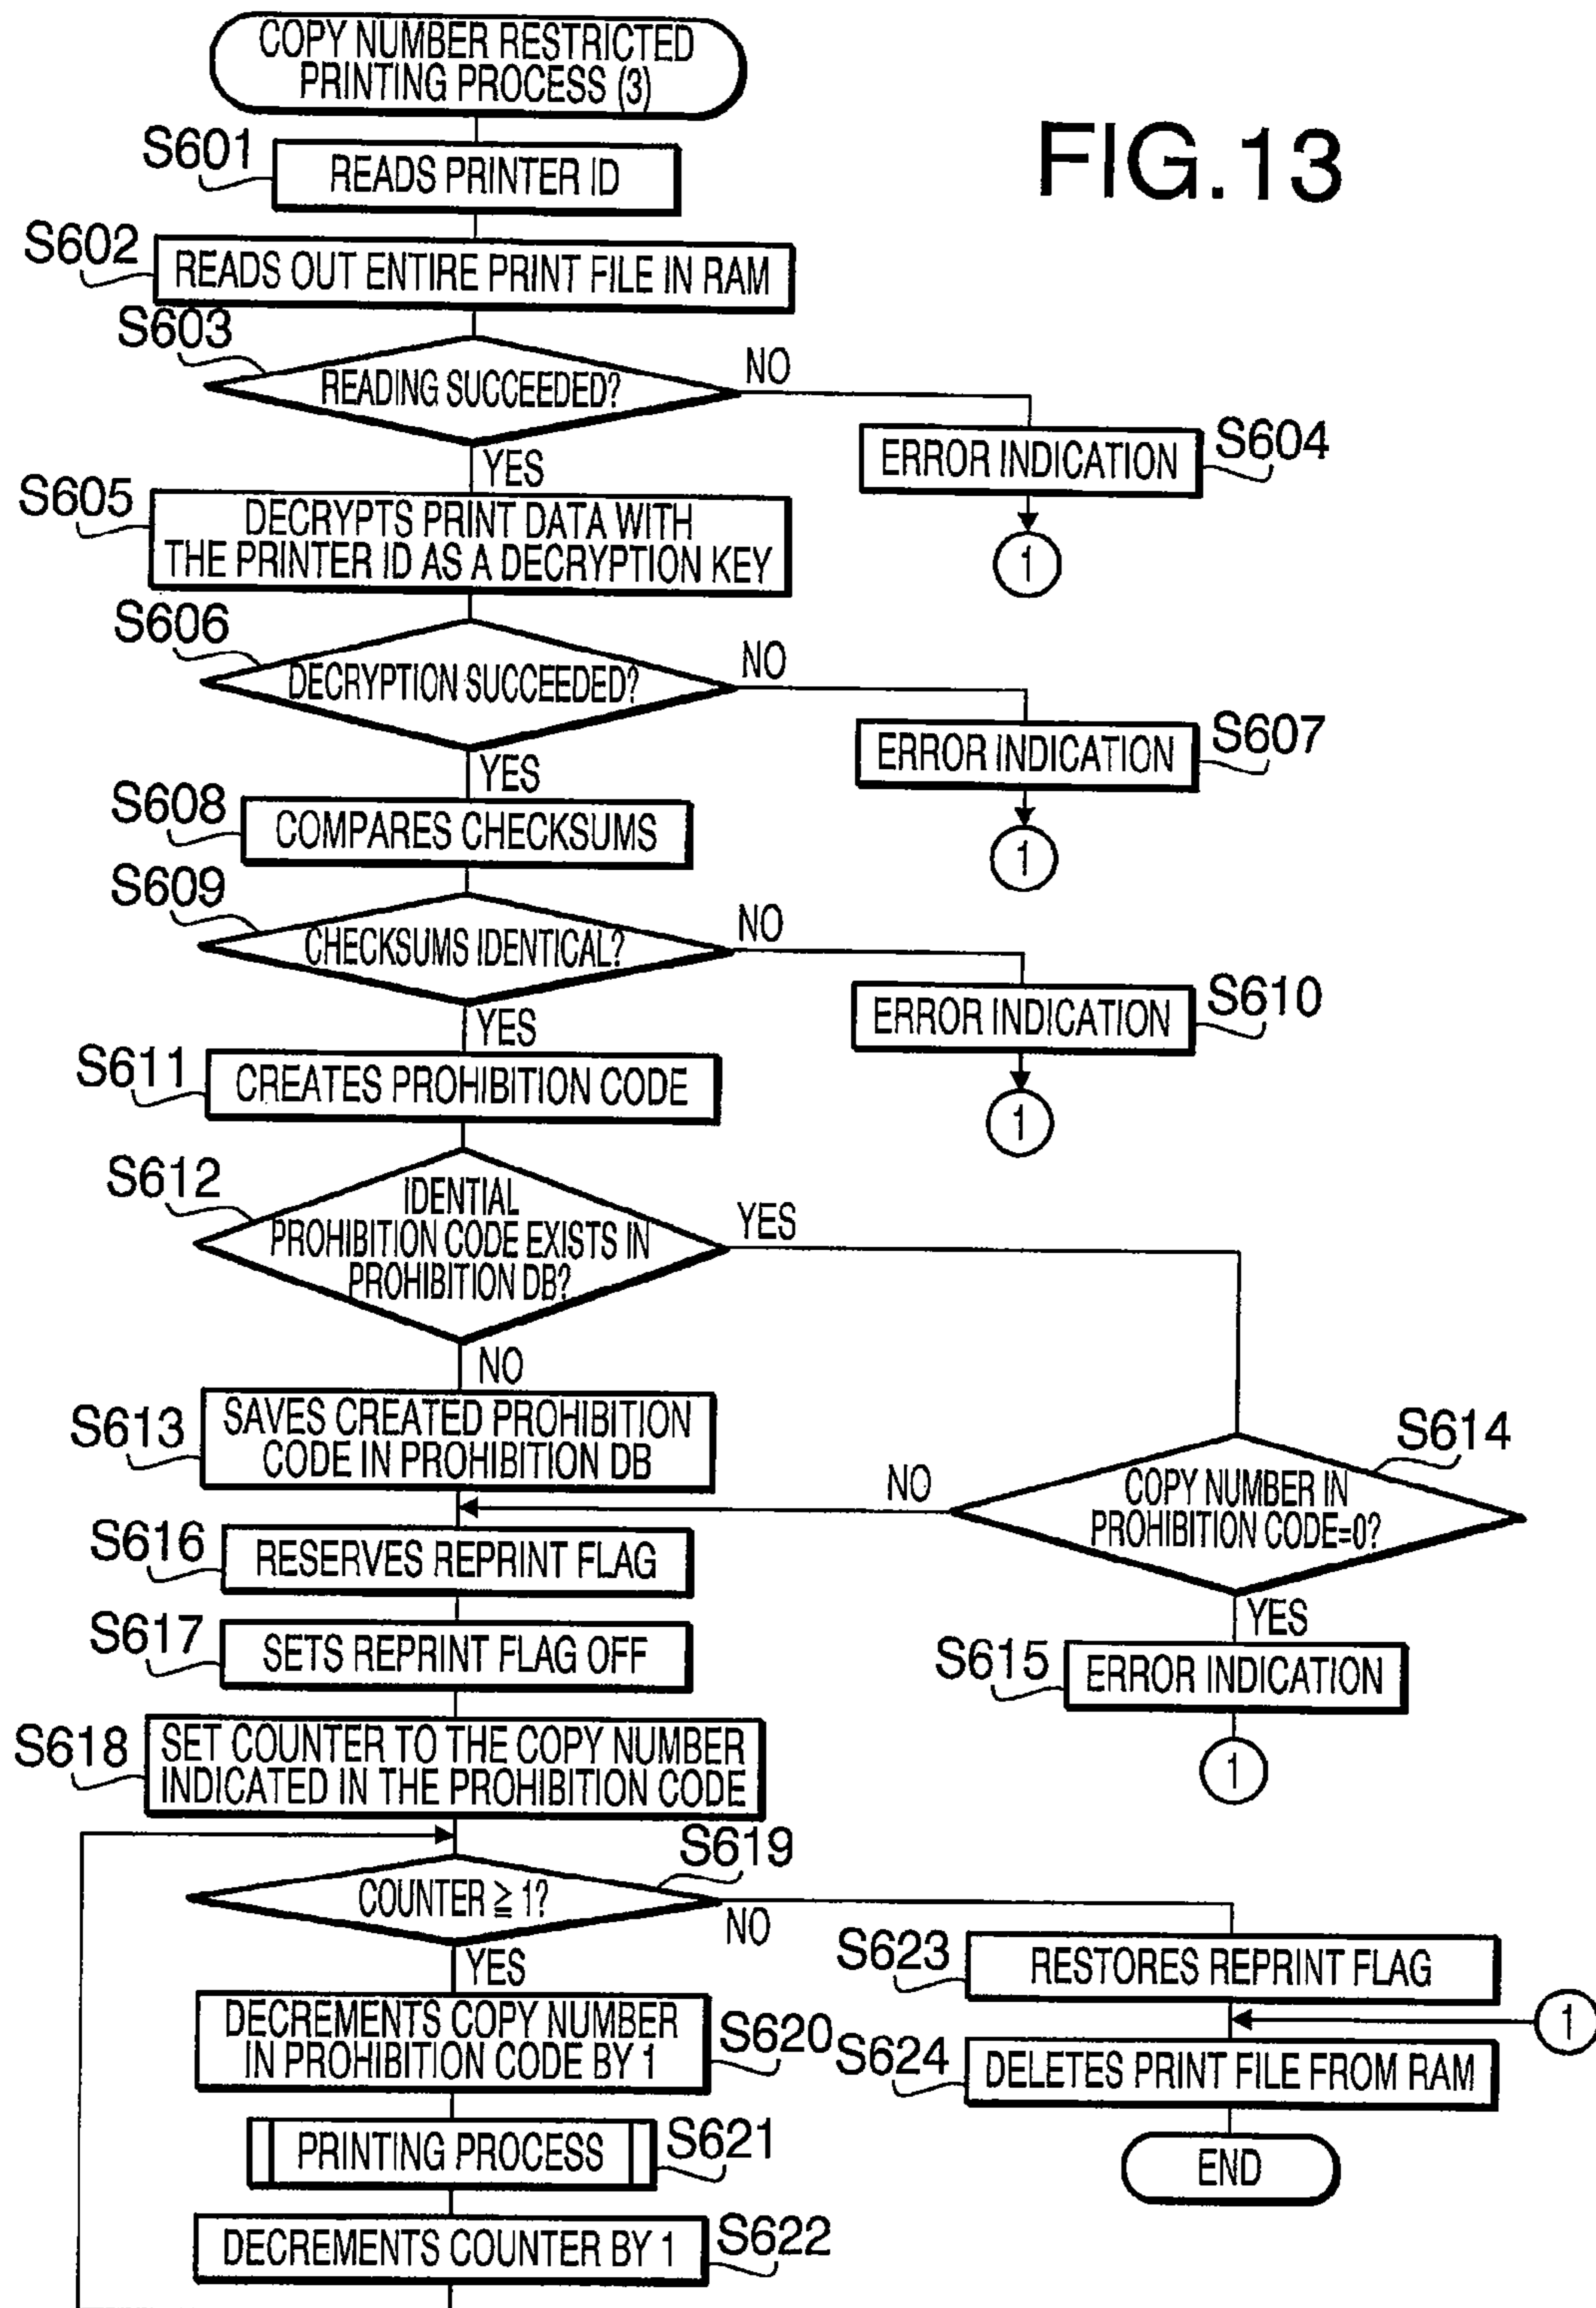 COPY NUMBER RESTRICTED
PRINTING PROCESS (3)
FIG.13
S601
READS PRINTER ID
S602
READS OUT ENTIRE PRINT FILE IN RAM
S603
READING SUCCEEDED?
NO
YES
ERROR INDICATION
S604
1
S605
DECRYPTS PRINT DATA WITH
THE PRINTER ID AS A DECRYPTION KEY
S606
DECRYPTION SUCCEEDED?
NO
YES
ERROR INDICATION
S607
1
S608
COMPARES CHECKSUMS
S609
CHECKSUMS IDENTICAL?
NO
YES
ERROR INDICATION
S610
1
S611
CREATES PROHIBITION CODE
S612
IDENTIAL
PROHIBITION CODE EXISTS IN
PROHIBITION DB?
YES
NO
S613
SAVES CREATED PROHIBITION
CODE IN PROHIBITION DB
S614
COPY NUMBER IN
PROHIBITION CODE=0?
NO
YES
S615
ERROR INDICATION
1
S616
RESERVES REPRINT FLAG
S617
SETS REPRINT FLAG OFF
S618
SET COUNTER TO THE COPY NUMBER
INDICATED IN THE PROHIBITION CODE
S619
COUNTER ≧ 1?
NO
YES
S620
DECREMENTS COPY NUMBER
IN PROHIBITION CODE BY 1
PRINTING PROCESS
S621
DECREMENTS COUNTER BY 1
S622
S623
RESTORES REPRINT FLAG
1
S624
DELETES PRINT FILE FROM RAM
END